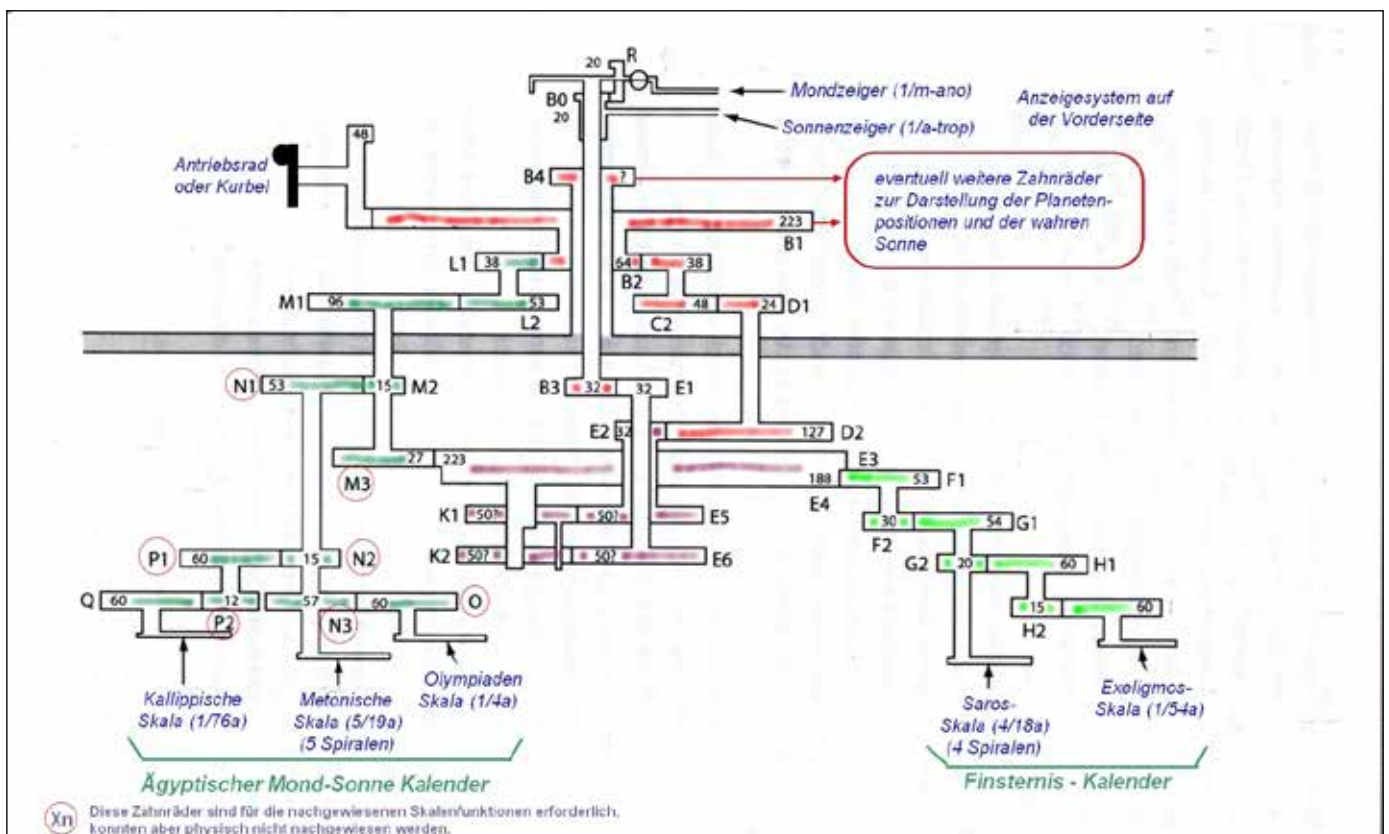 20 R
B0
20
Mondzeiger (1/m-ano)
Sonnenzeiger (1/a-trop)
Anzeigesystem auf
der Vorderseite
48
Antriebsrad
oder Kurbel
B4 ?
eventuell weitere Zahnräder
zur Darstellung der Planeten-
positionen und der wahren
Sonne
223
B1
L1 38 64 38
B2
M1 96 53 48 24 D1
L2 C2
N1 53 15 M2 B3 32 32 E1
E2 32 127 D2
27 223 E3
M3 188 53 F1
E4
K1 50? 50? E5 30 54 G1
F2
K2 50? 50? E6 G2 20 60 H1
P1 60 15 N2
Q 60 12 57 60 O 15 60
P2 N3 H2
Kallippische
Skala (1/76a)
Metonische
Skala (5/19a)
(5 Spiralen)
Olympiaden
Skala (1/4a)
Saros-
Skala (4/18a)
(4 Spiralen)
Exeligmos-
Skala (1/54a)
Ägyptischer Mond-Sonne Kalender
Finsternis - Kalender
Xn Diese Zahnräder sind für die nachgewiesenen Skalenfunktionen erforderlich,
konnten aber physisch nicht nachgewiesen werden.